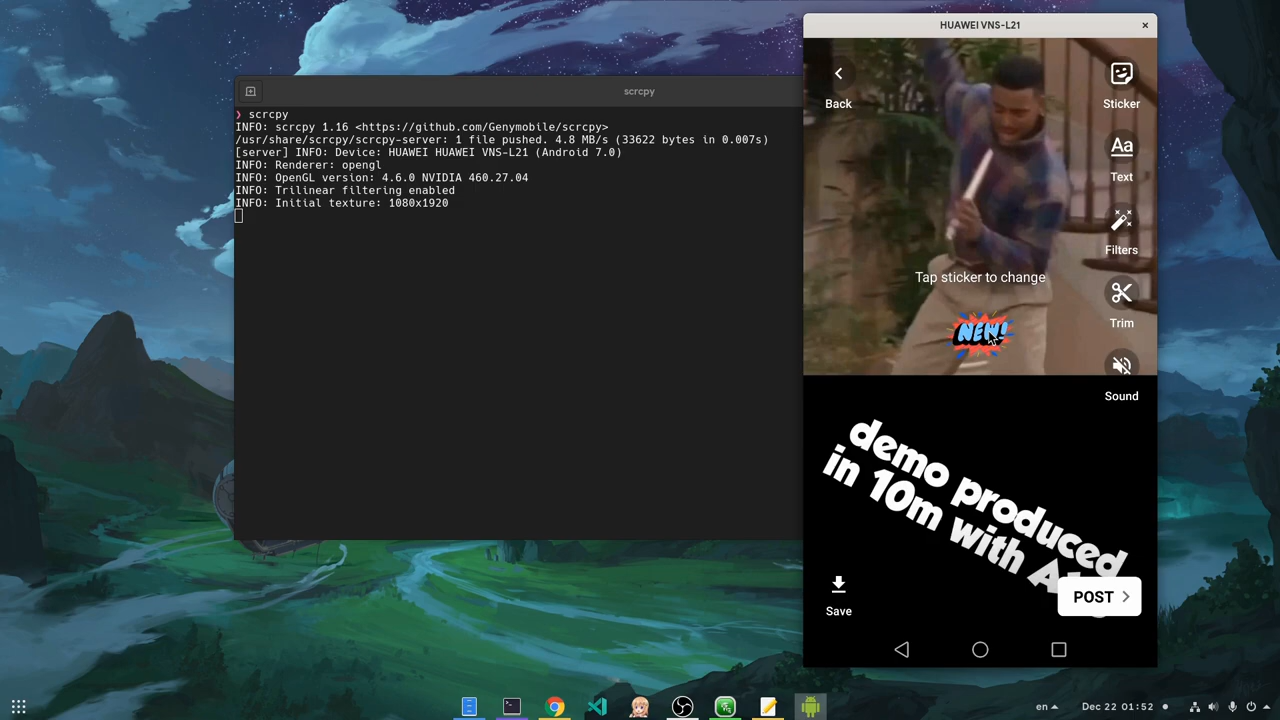 HUAWEI VNS-L21
×
scrcpy
❯ scrcpy
INFO: scrcpy 1.16 <https://github.com/Genymobile/scrcpy>
/usr/share/scrcpy/scrcpy-server: 1 file pushed. 4.8 MB/s (33622 bytes in 0.007s)
[server] INFO: Device: HUAWEI HUAWEI VNS-L21 (Android 7.0)
INFO: Renderer: opengl
INFO: OpenGL version: 4.6.0 NVIDIA 460.27.04
INFO: Trilinear filtering enabled
INFO: Initial texture: 1080x1920
Back
Sticker
Aa
Text
Filters
Tap sticker to change
Trim
NEW!
Sound
demo produced
in 10m with
Save
POST
en
Dec 22 01:52